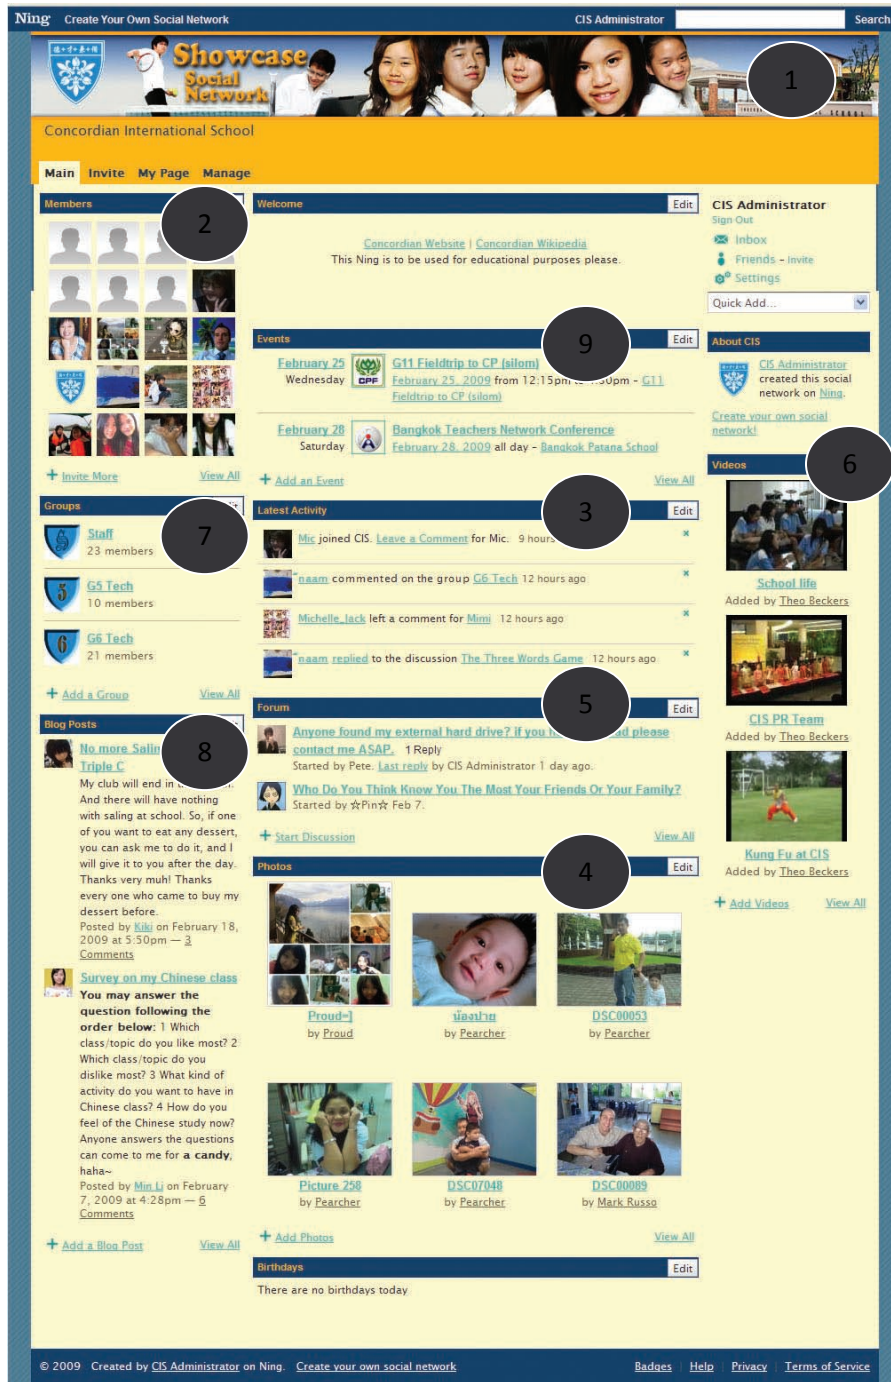 Ning Create Your Own Social Network CIS Administrator Search
Showcase
Social
Network
1
SCHOOL
Concordian International School
Main Invite My Page Manage
Members
2
+ Invite More View All
Groups
7
Staff
23 members
5
G5 Tech
10 members
6
G6 Tech
21 members
+ Add a Group View All
Blog Posts
8
No more
Triple C
My club will end in
And there will have nothing
with saling at school. So, if one
of you want to eat any dessert,
you can ask me to do it, and I
will give it to you after the day.
Thanks very muh! Thanks
every one who came to buy my
dessert before.
Posted by Kiki on February 18,
2009 at 5:50pm — 3
Comments
Survey on my Chinese class
You may answer the
question following the
order below: 1 Which
class/topic do you like most? 2
Which class/topic do you
dislike most? 3 What kind of
activity do you want to have in
Chinese class? 4 How do you
feel of the Chinese study now?
Anyone answers the questions
can come to me for a candy,
haha~
Posted by Min Li on February
7, 2009 at 4:28pm — 6
Comments
+ Add a Blog Post View All
Welcome Edit
Concordian Website | Concordian Wikipedia
This Ning is to be used for educational purposes please.
Events 9 Edit
February 25
Wednesday
CPF
G11 Fieldtrip to CP (silom)
February 25, 2009 from 12:15pm - G11
Fieldtrip to CP (silom)
February 28
Saturday
Bangkok Teachers Network Conference
February 28, 2009 all day – Bangkok Patana School
+ Add an Event View All
Latest Activity 3 Edit
Mic joined CIS. Leave a Comment for Mic. 9 hours
naam commented on the group G6 Tech 12 hours ago
Michelle_lack left a comment for Mimi 12 hours ago
naam replied to the discussion The Three Words Game 12 hours ago
Forum 5 Edit
Anyone found my external hard drive? if you please
contact me ASAP. 1 Reply
Started by Pete. Last reply by CIS Administrator 1 day ago.
Who Do You Think Know You The Most Your Friends Or Your Family?
Started by ☆Pin☆ Feb 7.
+ Start Discussion View All
Photos 4 Edit
Proud=]
by Proud
น้องปาย
by Pearcher
DSC00053
by Pearcher
Picture 258
by Pearcher
DSC07048
by Pearcher
DSC00089
by Mark Russo
+ Add Photos View All
Birthdays Edit
There are no birthdays today
CIS Administrator
Sign Out
Inbox
Friends - Invite
Settings
Quick Add...
About CIS
CIS Administrator
created this social
network on Ning.
Create your own social
network!
Videos 6
School life
Added by Theo Beckers
CIS PR Team
Added by Theo Beckers
Kung Fu at CIS
Added by Theo Beckers
+ Add Videos View All
© 2009 Created by CIS Administrator on Ning. Create your own social network Badges | Help | Privacy | Terms of Service